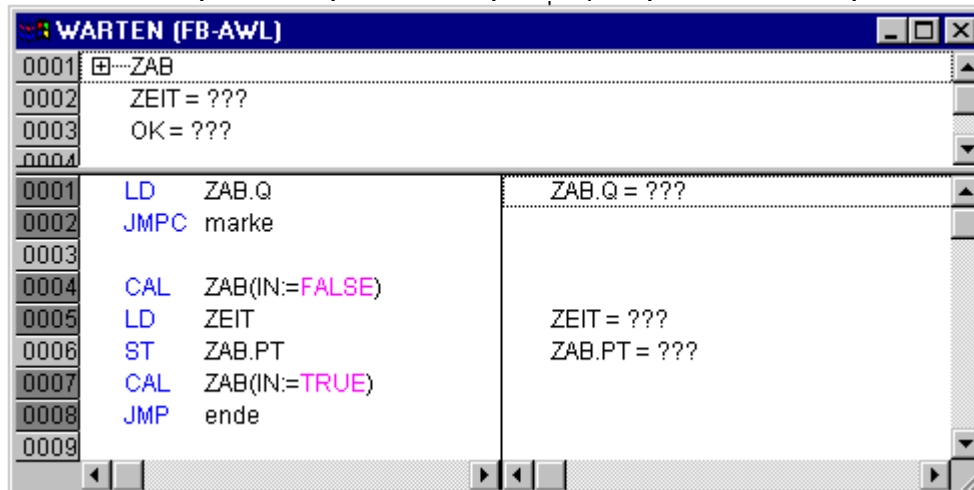 WARTEN (FB-AWL)
0001 ZAB
0002 ZEIT = ???
0003 OK = ???
0004
0001 LD ZAB.Q ZAB.Q = ???
0002 JMPC marke
0003
0004 CAL ZAB(IN:=FALSE)
0005 LD ZEIT ZEIT = ???
0006 ST ZAB.PT ZAB.PT = ???
0007 CAL ZAB(IN:=TRUE)
0008 JMP ende
0009